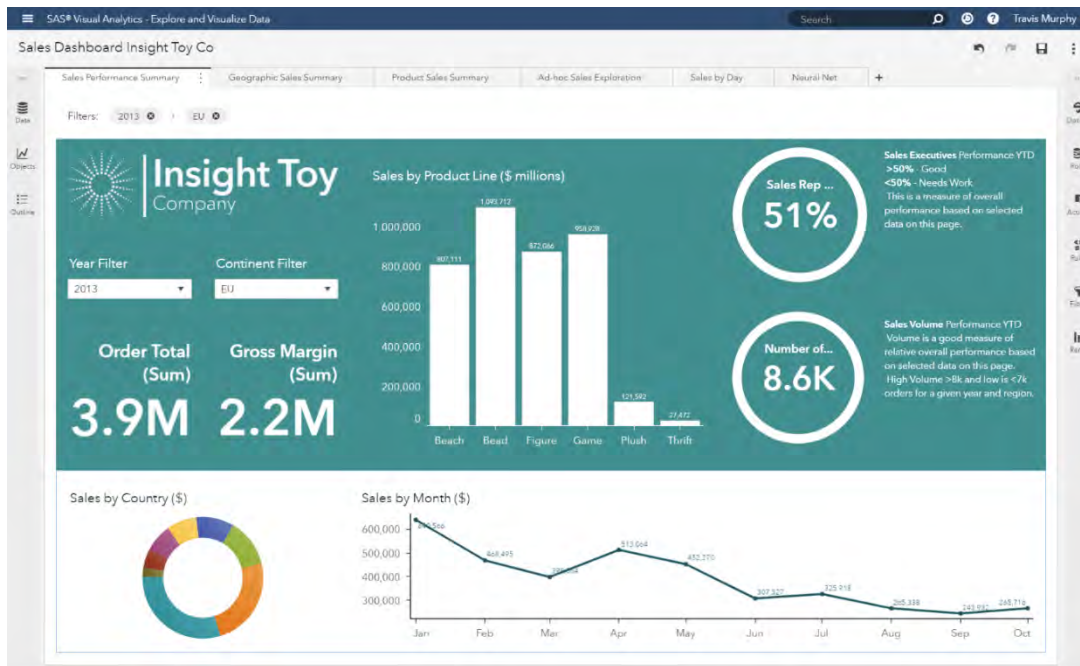 SAS® Visual Analytics - Explore and Visualize Data
Search
Travis Murphy
Sales Dashboard Insight Toy Co
Sales Performance Summary
Geographic Sales Summary
Product Sales Summary
Ad-hoc Sales Exploration
Sales by Day
Neural Net
+
Data
Objects
Outline
Filters: 2013 EU
Insight Toy
Company
Year Filter
Continent Filter
2013
EU
Order Total
(Sum)
3.9M
Gross Margin
(Sum)
2.2M
Sales by Product Line ($ millions)
1,000,000
800,000
600,000
400,000
200,000
0
807,111
1,093,712
872,066
958,928
121,592
27,472
Beach
Bead
Figure
Game
Plush
Thrift
Sales Rep ...
51%
Sales Executives Performance YTD
>50% - Good
<50% - Needs Work
This is a measure of overall
performance based on selected
data on this page.
Number of...
8.6K
Sales Volume Performance YTD
Volume is a good measure of
relative overall performance based
on selected data on this page.
High Volume >8k and low is <7k
orders for a given year and region.
Sales by Country ($)
Sales by Month ($)
600,000
500,000
400,000
300,000
469,495
513,064
452,270
307,327
325,918
265,338
265,716
Jan
Feb
Mar
Apr
May
Jun
Jul
Aug
Sep
Oct